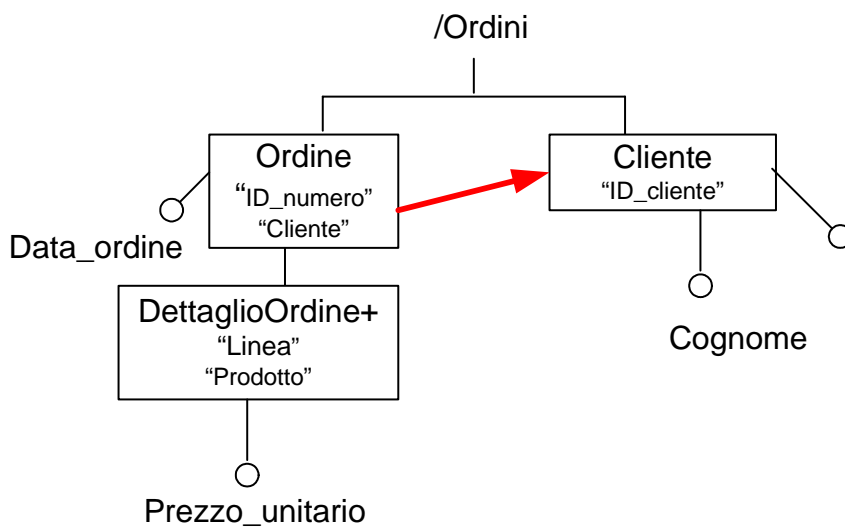 /Ordini
Ordine
“ID_numero”
“Cliente”
Cliente
“ID_cliente”
Data_ordine
DettaglioOrdine+
“Linea”
“Prodotto”
Cognome
Prezzo_unitario